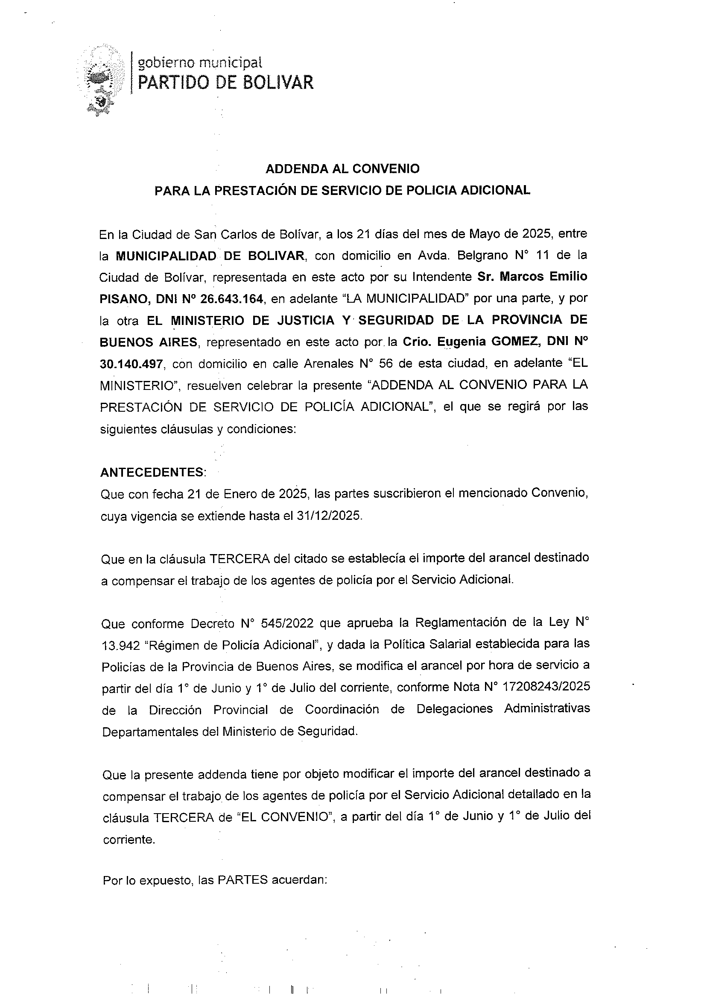 gobierno municipal
PARTIDO DE BOLIVAR
ADDENDA AL CONVENIO
PARA LA PRESTACIÓN DE SERVICIO DE POLICIA ADICIONAL
En la Ciudad de San Carlos de Bolívar, a los 21 días del mes de Mayo de 2025, entre
la MUNICIPALIDAD DE BOLIVAR, con domicilio en Avda. Belgrano N° 11 de la
Ciudad de Bolívar, representada en este acto por su Intendente Sr. Marcos Emilio
PISANO, DNI Nº 26.643.164, en adelante “LA MUNICIPALIDAD” por una parte, y por
la otra EL MINISTERIO DE JUSTICIA Y SEGURIDAD DE LA PROVINCIA DE
BUENOS AIRES, representado en este acto por la Crio. Eugenia GOMEZ, DNI Nº
30.140.497, con domicilio en calle Arenales N° 56 de esta ciudad, en adelante “EL
MINISTERIO”, resuelven celebrar la presente “ADDENDA AL CONVENIO PARA LA
PRESTACIÓN DE SERVICIO DE POLICÍA ADICIONAL”, el que se regirá por las
siguientes cláusulas y condiciones:
ANTECEDENTES:
Que con fecha 21 de Enero de 2025, las partes suscribieron el mencionado Convenio,
cuya vigencia se extiende hasta el 31/12/2025.
Que en la cláusula TERCERA del citado se establecía el importe del arancel destinado
a compensar el trabajo de los agentes de policía por el Servicio Adicional.
Que conforme Decreto N° 545/2022 que aprueba la Reglamentación de la Ley N°
13.942 “Régimen de Policía Adicional”, y dada la Política Salarial establecida para las
Policías de la Provincia de Buenos Aires, se modifica el arancel por hora de servicio a
partir del día 1° de Junio y 1° de Julio del corriente, conforme Nota N° 17208243/2025
de la Dirección Provincial de Coordinación de Delegaciones Administrativas
Departamentales del Ministerio de Seguridad.
Que la presente addenda tiene por objeto modificar el importe del arancel destinado a
compensar el trabajo de los agentes de policía por el Servicio Adicional detallado en la
cláusula TERCERA de “EL CONVENIO”, a partir del día 1° de Junio y 1° de Julio del
corriente.
Por lo expuesto, las PARTES acuerdan: